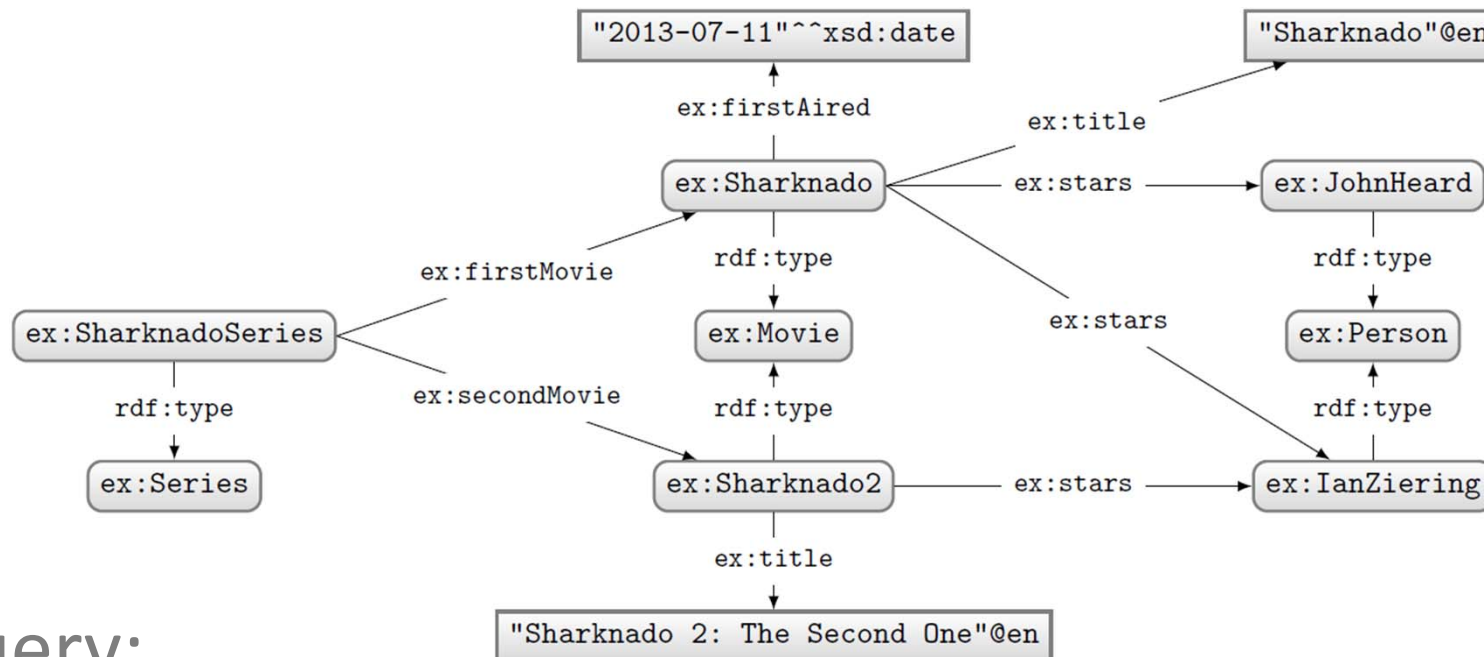 "2013-07-11"^^xsd:date
"Sharknado"@en
ex:firstAired
ex:title
ex:Sharknado
ex:stars
ex:JohnHeard
ex:firstMovie
rdf:type
rdf:type
ex:stars
ex:SharknadoSeries
ex:Movie
ex:Person
ex:secondMovie
rdf:type
rdf:type
rdf:type
ex:Series
ex:Sharknado2
ex:stars
ex:IanZiering
ex:title
"Sharknado 2: The Second One"@en